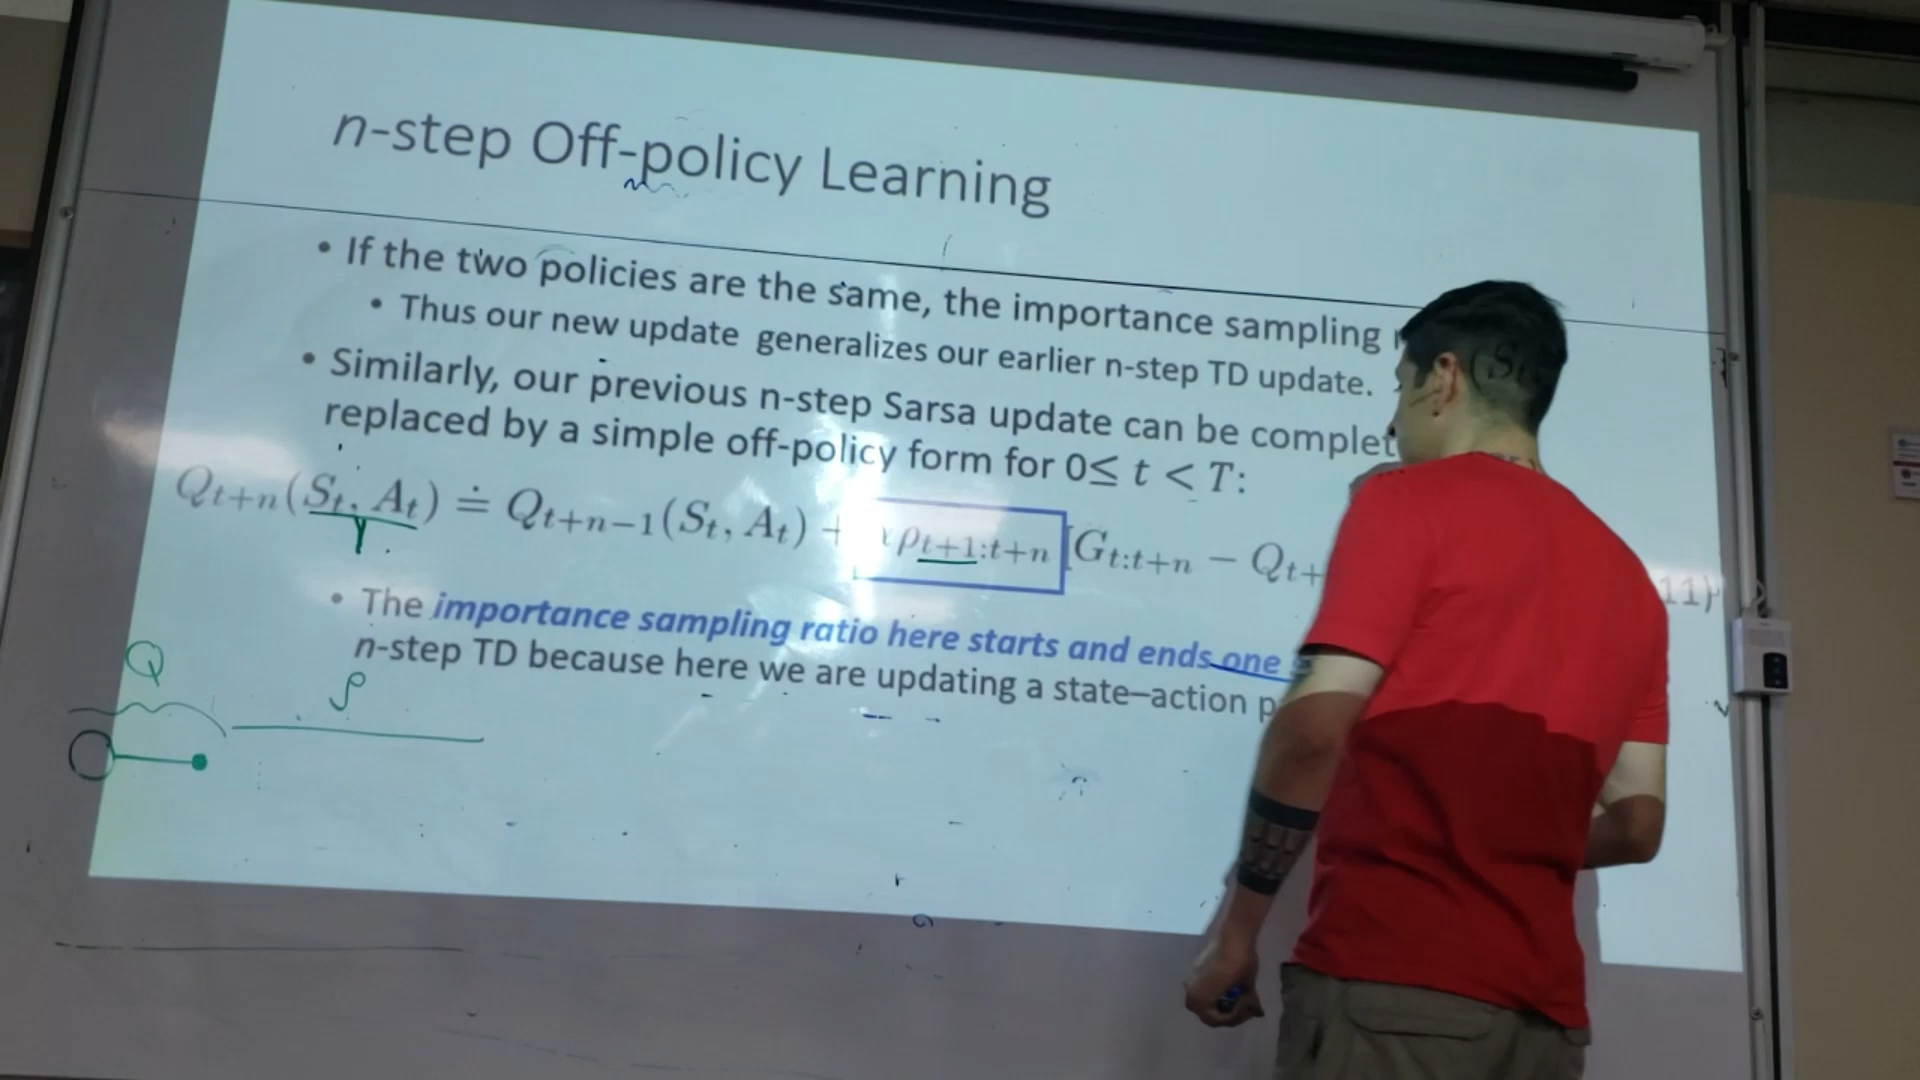 n-step Off-policy Learning
• If the two policies are the same, the importance sampling
• Thus our new update generalizes our earlier n-step TD update.
• Similarly, our previous n-step Sarsa update can be complet
replaced by a simple off-policy form for 0≤ t < T:
Qt+n(St, At) ≐ Qt+n−1(St, At) + ρt+1:t+n [Gt:t+n − Qt+ 11)
• The importance sampling ratio here starts and ends one
n-step TD because here we are updating a state–action p
Q
ρ